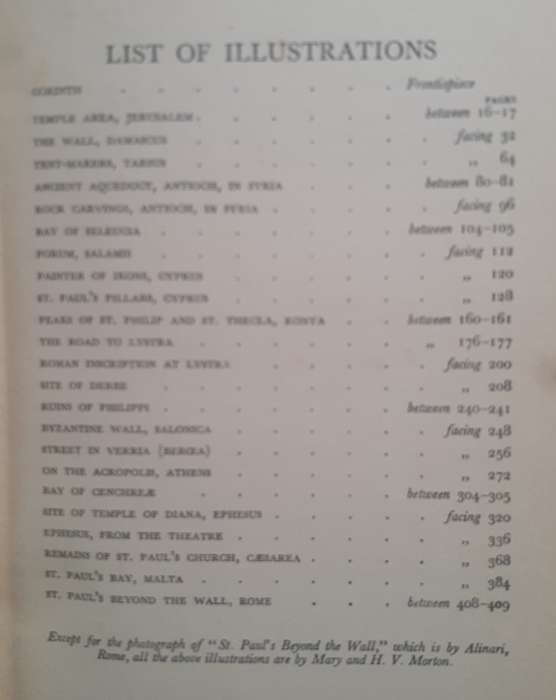 LIST OF ILLUSTRATIONS
CORINTH . . . . . . . . Frontispiece
PAGES
TEMPLE AREA, JERUSALEM . . . . . . between 16–17
THE WALL, DAMASCUS . . . . . . . facing 32
TENT-MAKERS, TARSUS . . . . . . . „ 64
ANCIENT AQUEDUCT, ANTIOCH, IN SYRIA . . . between 80–81
ROCK CARVINGS, ANTIOCH, IN SYRIA . . . . . facing 96
BAY OF SELEUCIA . . . . . . . between 104–105
FORUM, SALAMIS . . . . . . . . facing 112
PAINTER OF IKONS, CYPRUS . . . . . . „ 120
ST. PAUL'S PILLARS, CYPRUS . . . . . . „ 128
PEAKS OF ST. PHILIP AND ST. THECLA, KONYA . . between 160–161
THE ROAD TO LYSTRA . . . . . . „ 176–177
ROMAN INSCRIPTION AT LYSTRA . . . . . facing 200
SITE OF DERBE . . . . . . . . „ 208
RUINS OF PHILIPPI . . . . . . . between 240–241
BYZANTINE WALL, SALONICA . . . . . . facing 248
STREET IN VERRIA (BERŒA) . . . . . . „ 256
ON THE ACROPOLIS, ATHENS . . . . . . „ 272
BAY OF CENCHREÆ . . . . . . between 304–305
SITE OF TEMPLE OF DIANA, EPHESUS . . . . . facing 320
EPHESUS, FROM THE THEATRE . . . . . . „ 336
REMAINS OF ST. PAUL'S CHURCH, CÆSAREA . . . . „ 368
ST. PAUL'S BAY, MALTA . . . . . . . „ 384
ST. PAUL'S BEYOND THE WALL, ROME . . . between 408–409
Except for the photograph of "St. Paul's Beyond the Wall," which is by Alinari,
Rome, all the above illustrations are by Mary and H. V. Morton.